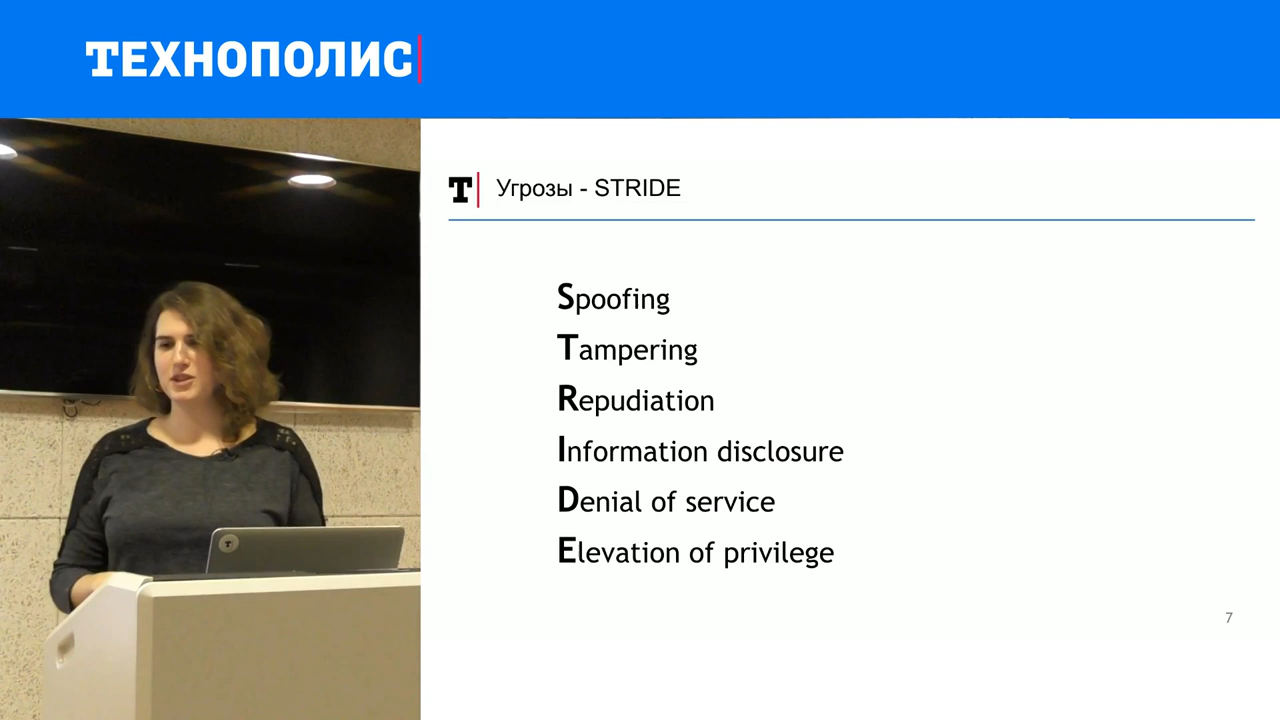 ТЕХНОПОЛИС
T Угрозы - STRIDE
Spoofing
Tampering
Repudiation
Information disclosure
Denial of service
Elevation of privilege
7